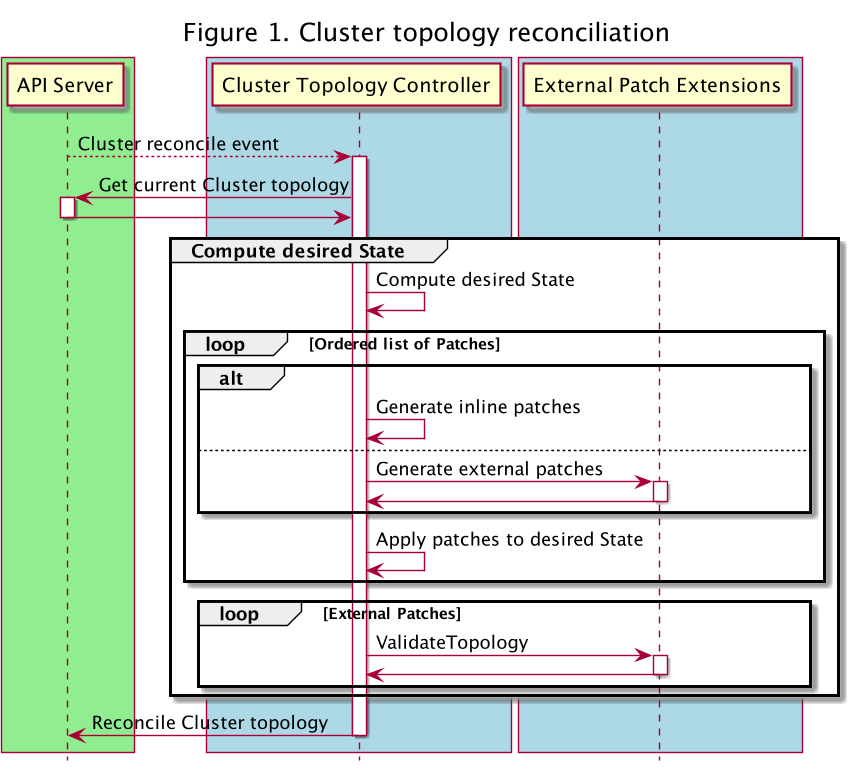 Figure 1. Cluster topology reconciliation
API Server
Cluster Topology Controller
External Patch Extensions
Cluster reconcile event
Get current Cluster topology
Compute desired State
Compute desired State
loop [Ordered list of Patches]
alt
Generate inline patches
Generate external patches
Apply patches to desired State
loop [External Patches]
ValidateTopology
Reconcile Cluster topology